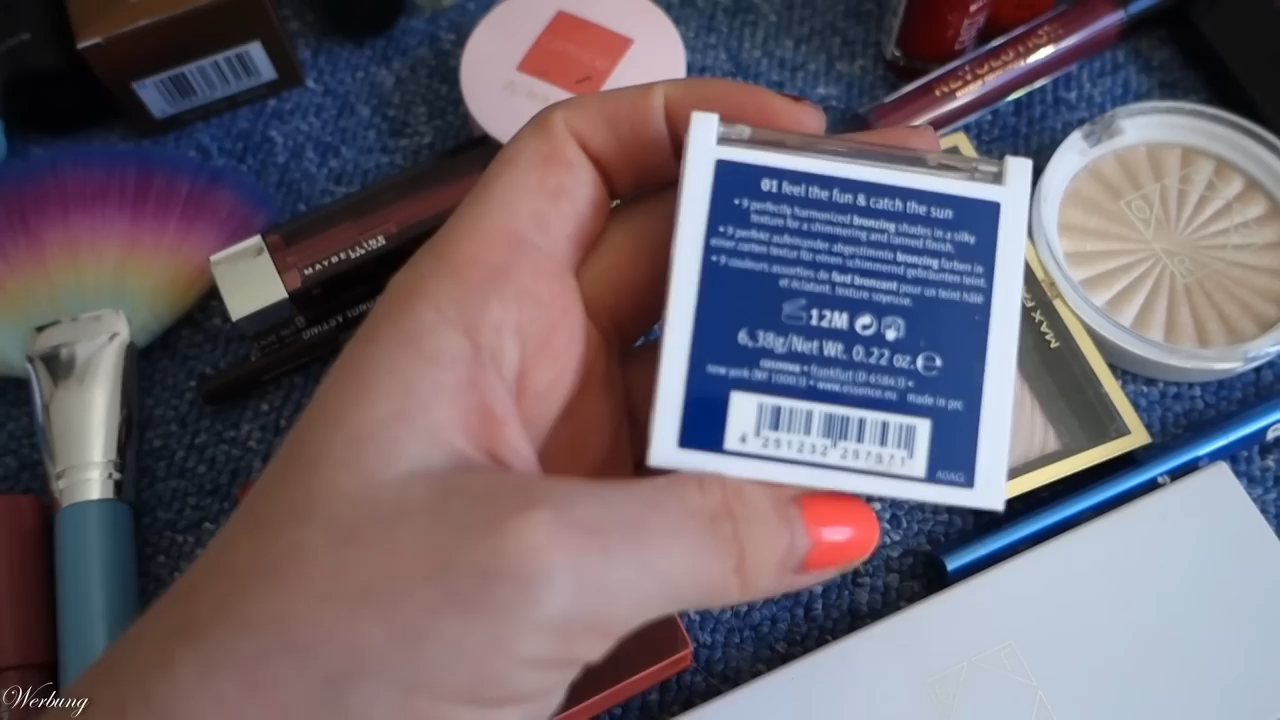 REVOLUTION
MAYBELLINE
01 feel the fun & catch the sun
• 9 perfectly harmonized bronzing shades in a silky
texture for a shimmering and tanned finish.
• 9 perfekt aufeinander abgestimmte bronzing farben in
einer zarten textur für einen schimmernd gebräunten teint.
• 9 couleurs assorties de fard bronzant pour un teint hâlé
et éclatant. texture soyeuse.
12M
6,38g/Net Wt. 0.22 oz. e
cosnova • frankfurt (D-65843) •
new york (NY 10003) • www.essence.eu made in prc
4 251232 257871
A0AG
MAX FA
Werbung